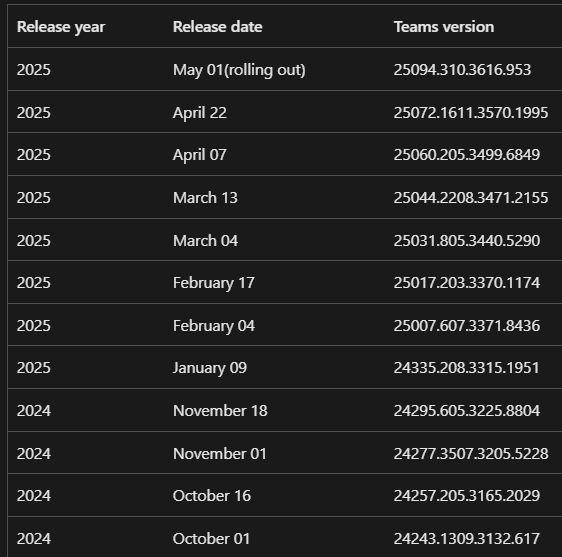 Release year Release date Teams version
2025 May 01(rolling out) 25094.310.3616.953
2025 April 22 25072.1611.3570.1995
2025 April 07 25060.205.3499.6849
2025 March 13 25044.2208.3471.2155
2025 March 04 25031.805.3440.5290
2025 February 17 25017.203.3370.1174
2025 February 04 25007.607.3371.8436
2025 January 09 24335.208.3315.1951
2024 November 18 24295.605.3225.8804
2024 November 01 24277.3507.3205.5228
2024 October 16 24257.205.3165.2029
2024 October 01 24243.1309.3132.617